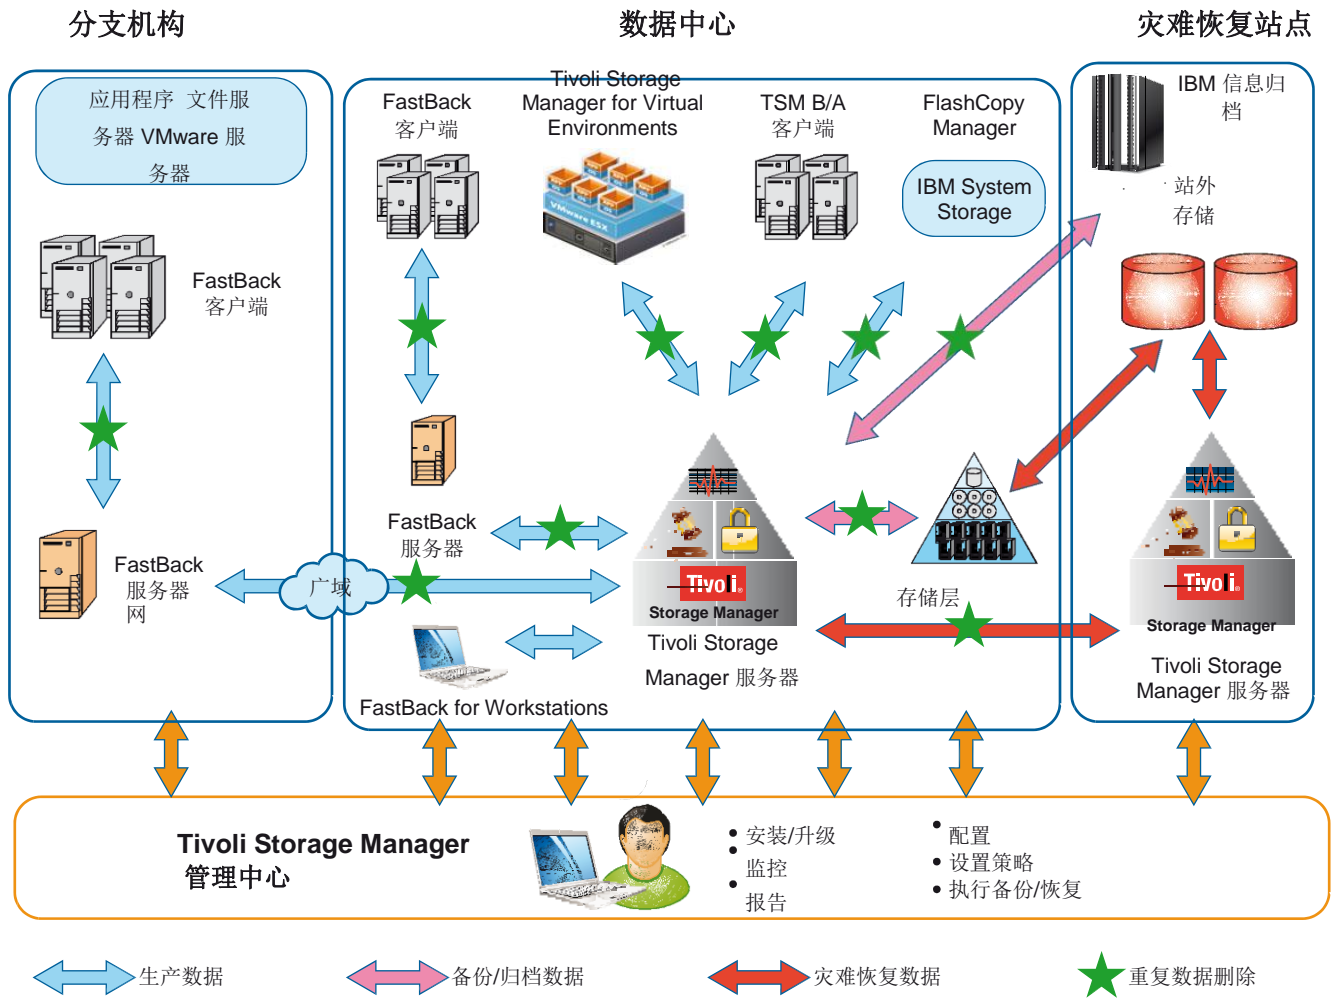 分支机构
数据中心
灾难恢复站点
应用程序 文件服
务器 VMware 服
务器
FastBack
客户端
FastBack
服务器
网
广域
FastBack
客户端
Tivoli Storage
Manager for Virtual
Environments
VMware ESX
TSM B/A
客户端
FlashCopy
Manager
IBM System
Storage
FastBack
服务器
FastBack for Workstations
Tivoli
Storage Manager
Tivoli Storage
Manager 服务器
存储层
IBM 信息归
档
站外
存储
Tivoli
Storage Manager
Tivoli Storage
Manager 服务器
Tivoli Storage Manager
管理中心
• 安装/升级
• 监控
• 报告
• 配置
• 设置策略
• 执行备份/恢复
生产数据
备份/归档数据
灾难恢复数据
重复数据删除